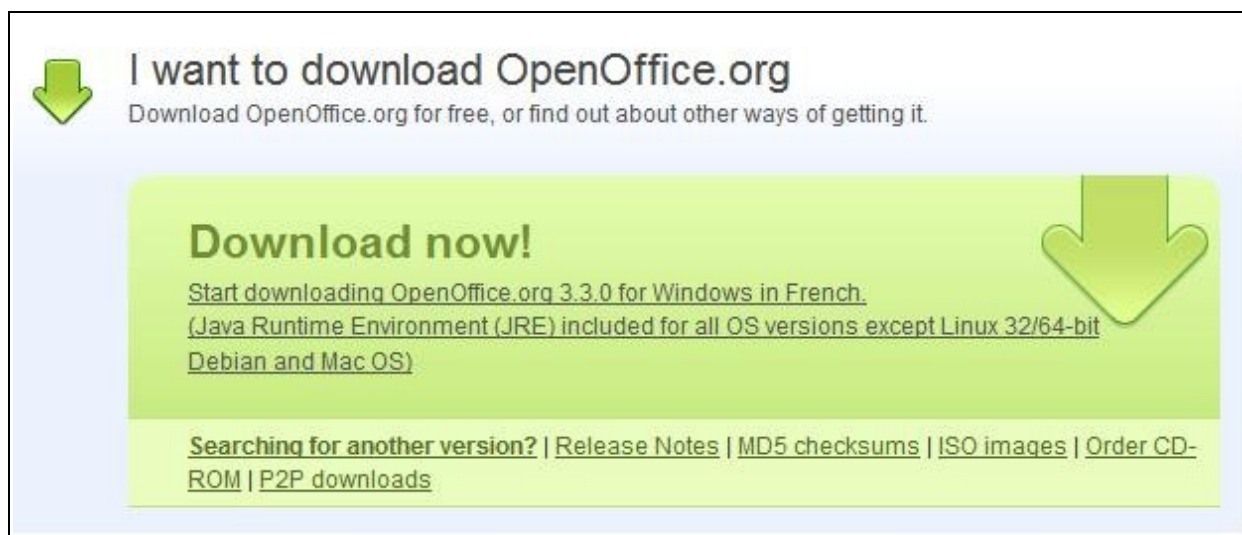 I want to download OpenOffice.org
Download OpenOffice.org for free, or find out about other ways of getting it.
Download now!
Start downloading OpenOffice.org 3.3.0 for Windows in French.
(Java Runtime Environment (JRE) included for all OS versions except Linux 32/64-bit
Debian and Mac OS)
Searching for another version? | Release Notes | MD5 checksums | ISO images | Order CD-
ROM | P2P downloads